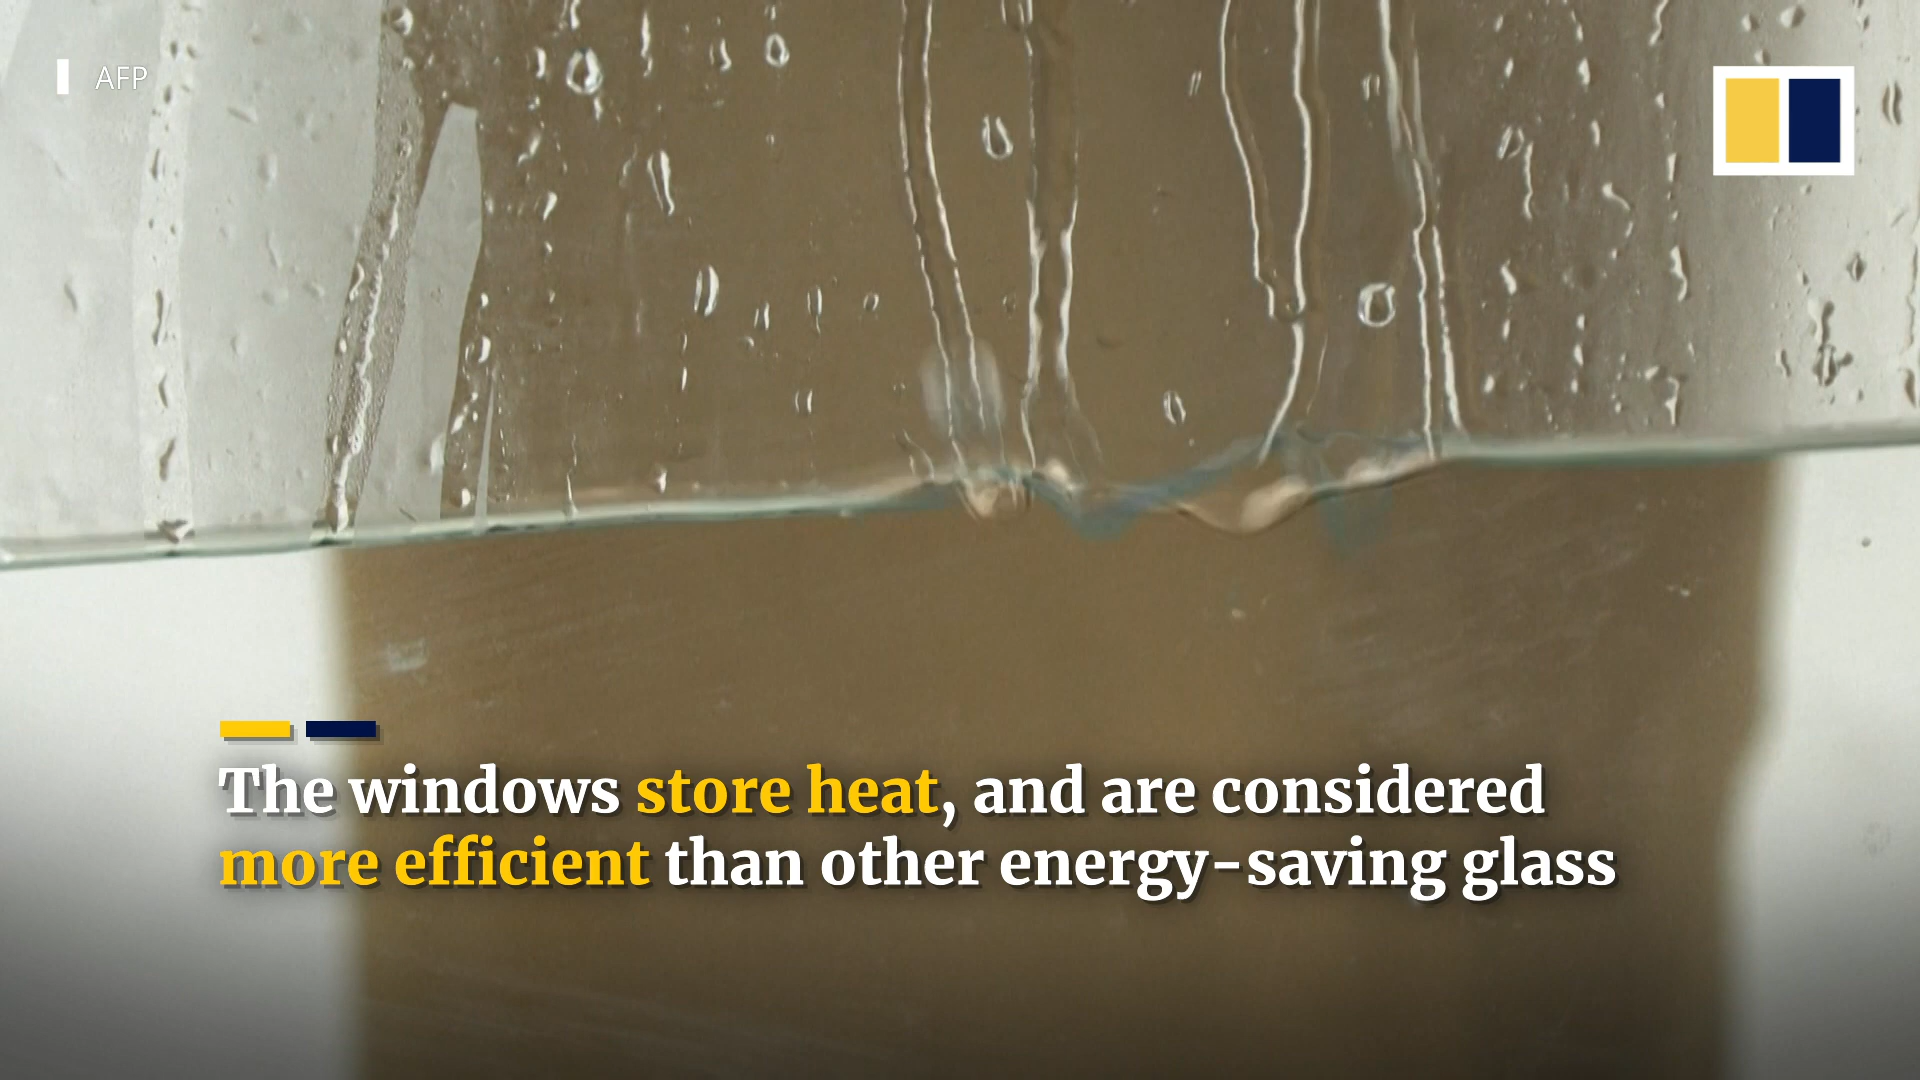 AFP
The windows store heat, and are considered
more efficient than other energy-saving glass